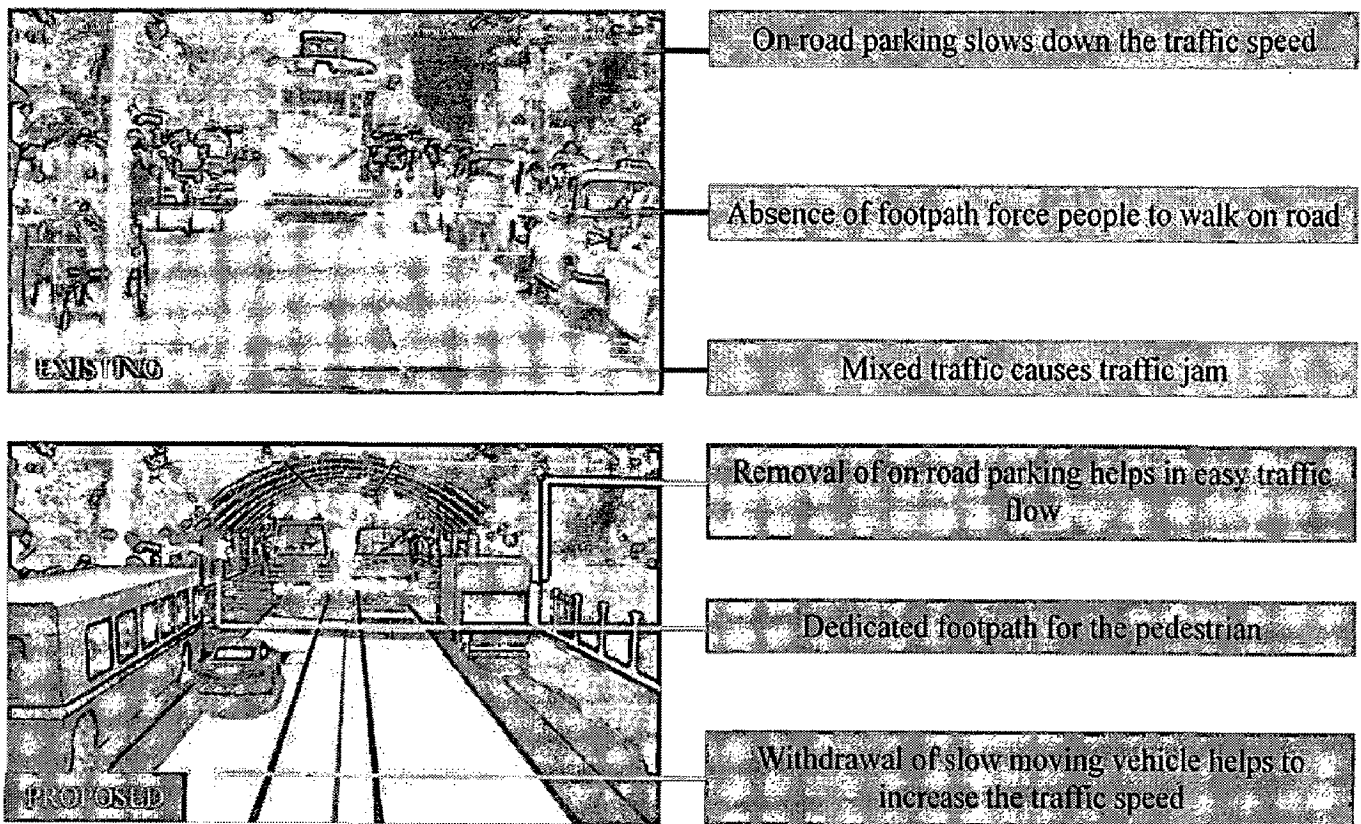 On road parking slows down the traffic speed
Absence of footpath force people to walk on road
EXISTING
Mixed traffic causes traffic jam
Removal of on road parking helps in easy traffic
flow
Dedicated footpath for the pedestrian
Withdrawal of slow moving vehicle helps to
increase the traffic speed
PROPOSED